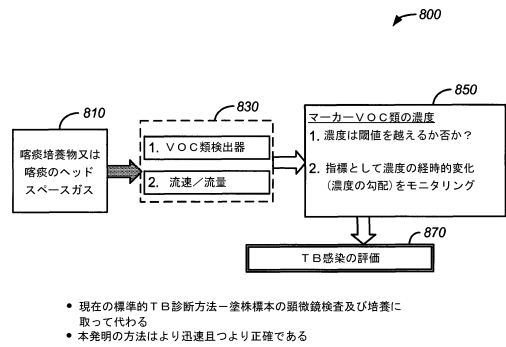 800
810
830
850
喀痰培養物又は
喀痰のヘッド
スペースガス
1. ＶＯＣ類検出器
2. 流速／流量
マーカーＶＯＣ類の濃度
1. 濃度は閾値を越えるか否か？
2. 指標として濃度の経時的変化
(濃度の勾配)をモニタリング
870
ＴＢ感染の評価
• 現在の標準的ＴＢ診断方法－塗抹標本の顕微鏡検査及び培養に
取って代わる
• 本発明の方法はより迅速且つより正確である